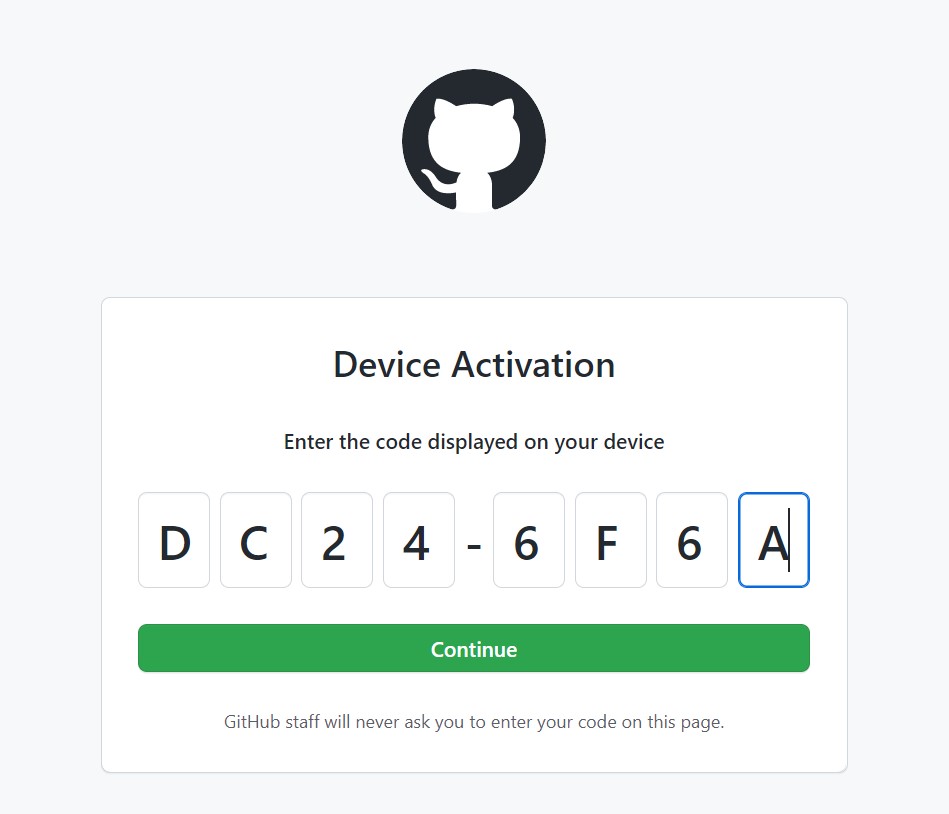 Device Activation
Enter the code displayed on your device
D C 2 4 - 6 F 6 A
Continue
GitHub staff will never ask you to enter your code on this page.